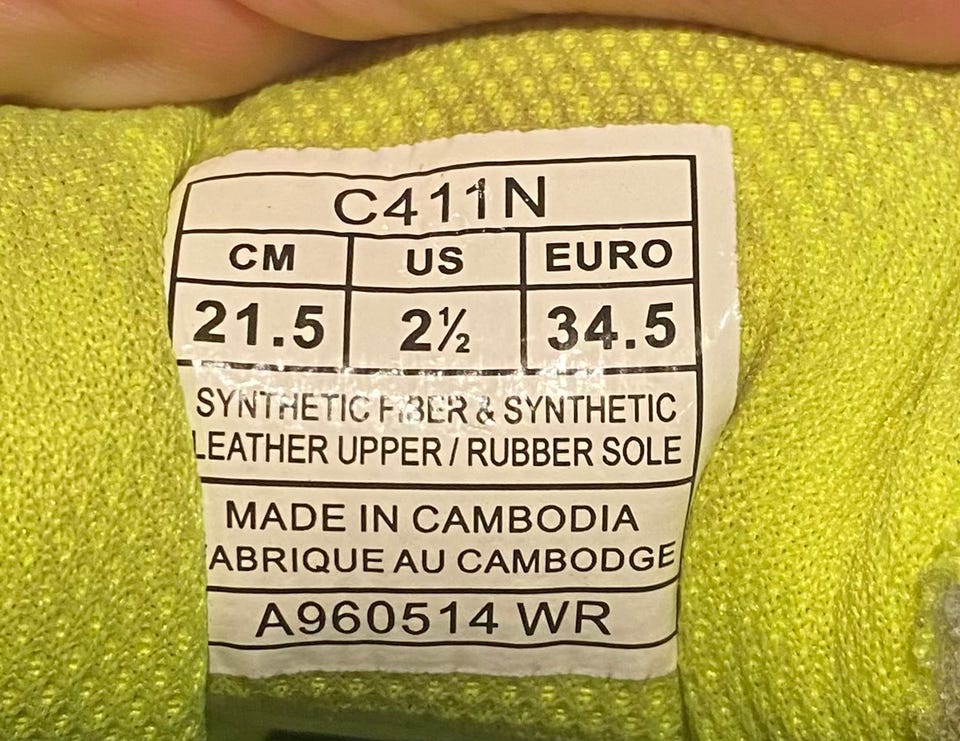 C411N
CM US EURO
21.5 2½ 34.5
SYNTHETIC FIBER & SYNTHETIC
LEATHER UPPER / RUBBER SOLE
MADE IN CAMBODIA
FABRIQUE AU CAMBODGE
A960514 WR